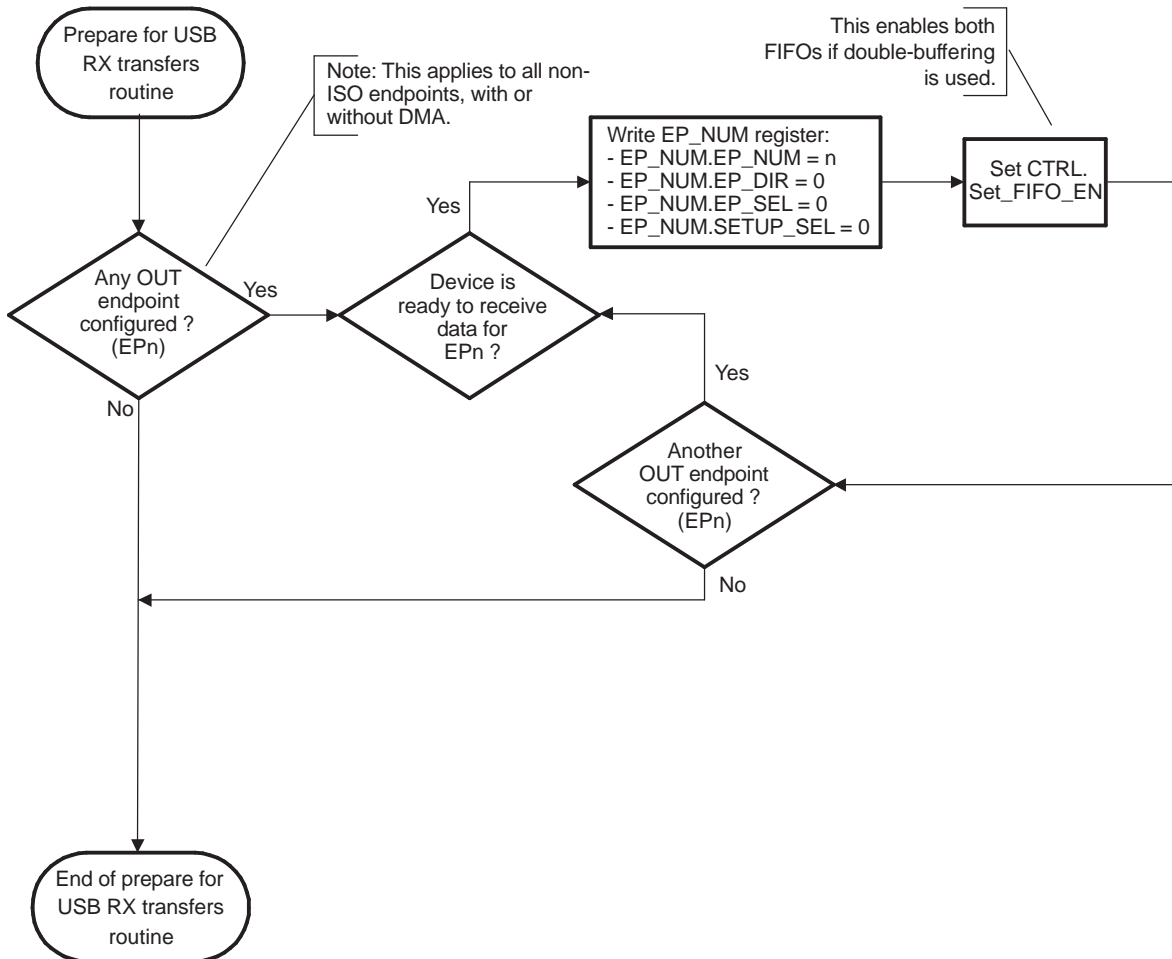 Prepare for USB
RX transfers
routine
Note: This applies to all non-
ISO endpoints, with or
without DMA.
This enables both
FIFOs if double-buffering
is used.
Write EP_NUM register:
- EP_NUM.EP_NUM = n
- EP_NUM.EP_DIR = 0
- EP_NUM.EP_SEL = 0
- EP_NUM.SETUP_SEL = 0
Set CTRL.
Set_FIFO_EN
Yes
Any OUT
endpoint
configured ?
(EPn)
Yes
Device is
ready to receive
data for
EPn ?
No
Yes
Another
OUT endpoint
configured ?
(EPn)
No
End of prepare for
USB RX transfers
routine